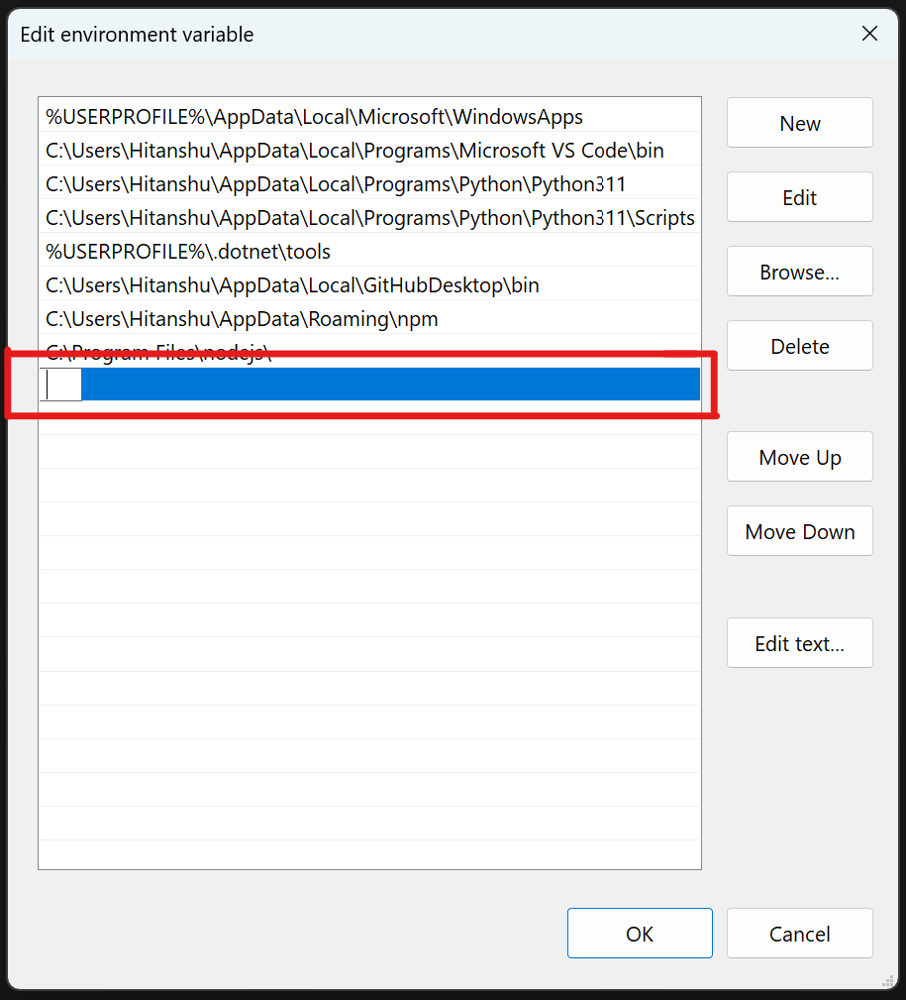 Edit environment variable
%USERPROFILE%\AppData\Local\Microsoft\WindowsApps
C:\Users\Hitanshu\AppData\Local\Programs\Microsoft VS Code\bin
C:\Users\Hitanshu\AppData\Local\Programs\Python\Python311
C:\Users\Hitanshu\AppData\Local\Programs\Python\Python311\Scripts
%USERPROFILE%\.dotnet\tools
C:\Users\Hitanshu\AppData\Local\GitHubDesktop\bin
C:\Users\Hitanshu\AppData\Roaming\npm
C:\Program Files\nodejs\
New
Edit
Browse...
Delete
Move Up
Move Down
Edit text...
OK
Cancel